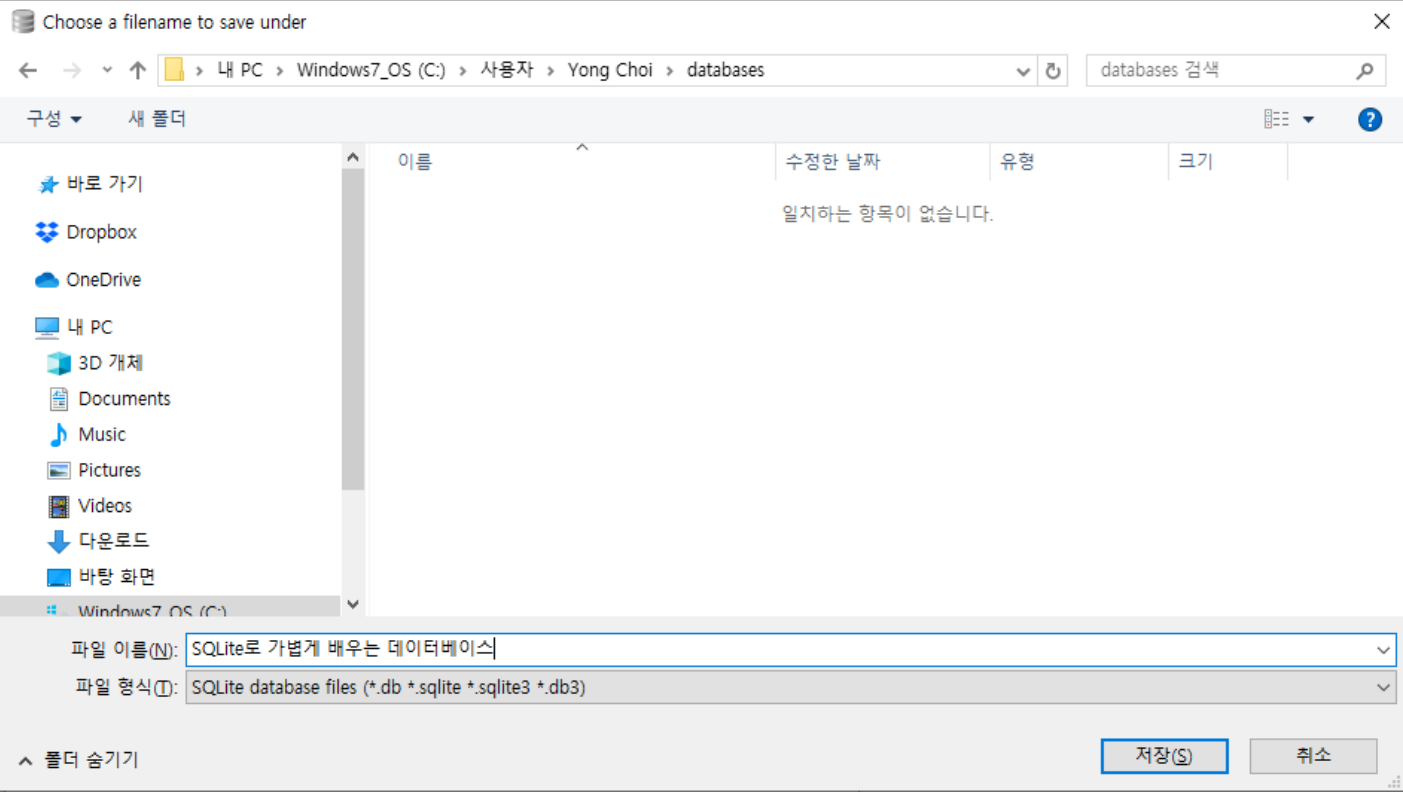 Choose a filename to save under
내 PC > Windows7_OS (C:) > 사용자 > Yong Choi > databases
databases 검색
구성
새 폴더
이름
수정한 날짜
유형
크기
일치하는 항목이 없습니다.
바로 가기
Dropbox
OneDrive
내 PC
3D 개체
Documents
Music
Pictures
Videos
다운로드
바탕 화면
Windows7_OS (C:)
파일 이름(N):
SQLite로 가볍게 배우는 데이터베이스
파일 형식(T):
SQLite database files (*.db *.sqlite *.sqlite3 *.db3)
폴더 숨기기
저장(S)
취소